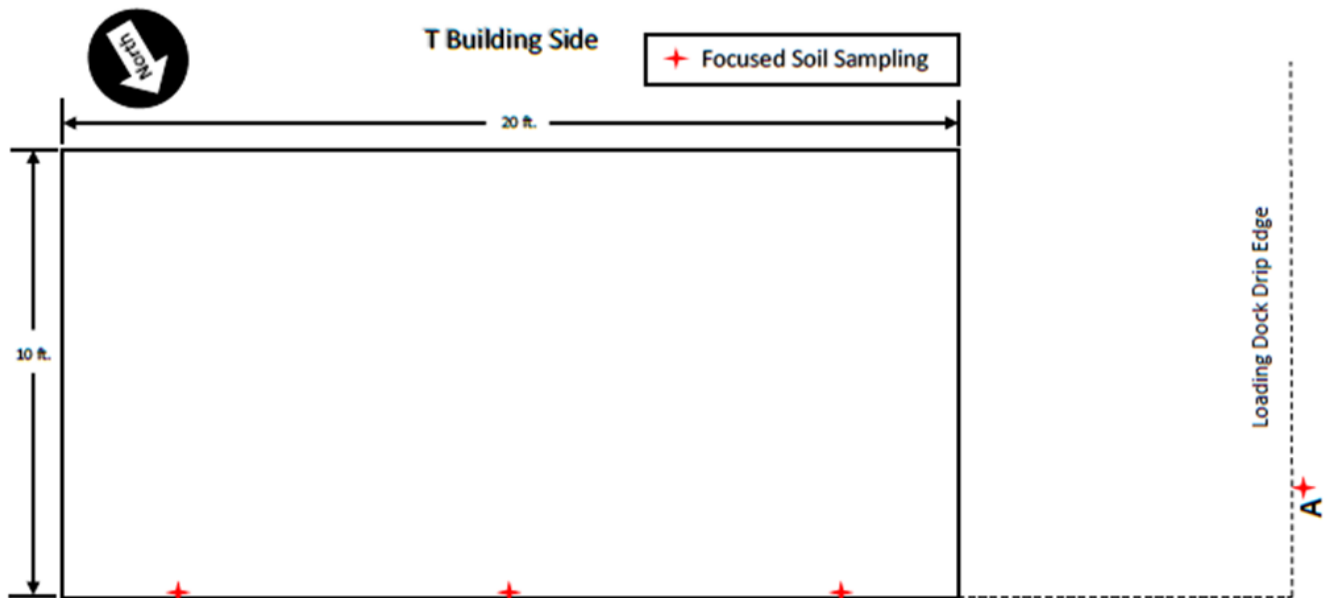 North
T Building Side
Focused Soil Sampling
20 ft.
10 ft.
Loading Dock Drip Edge
A